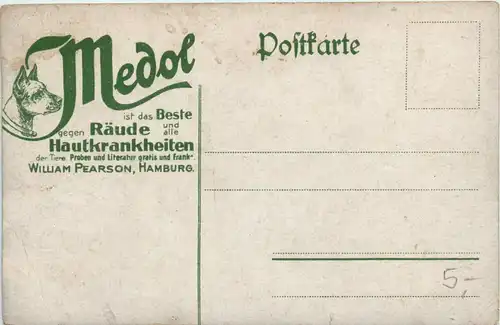 Medol
ist das Beste
gegen Räude und alle
Hautkrankheiten
der Tiere. Proben und Literatur gratis und frank°.
WILLIAM PEARSON, HAMBURG.
Postkarte
5,-